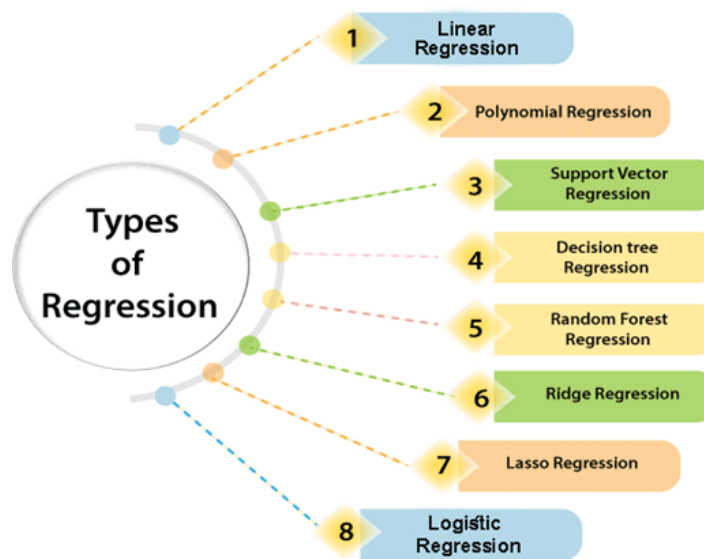 Types
of
Regression
1
Linear
Regression
2
Polynomial Regression
3
Support Vector
Regression
4
Decision tree
Regression
5
Random Forest
Regression
6
Ridge Regression
7
Lasso Regression
8
Logistic
Regression